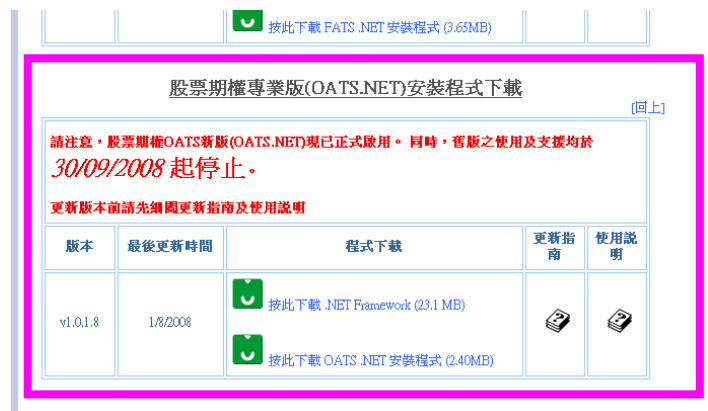 按此下載 FATS .NET 安裝程式 (3.65MB)
股票期權專業版(OATS.NET)安裝程式下載
[回上]
請注意，股票期權OATS新版(OATS.NET)現已正式啟用。 同時，舊版之使用及支援均於
30/09/2008 起停止。
更新版本前請先細閱更新指南及使用說明
版本 最後更新時間 程式下載 更新指南 使用說明
v1.0.1.8 1/8/2008 按此下載 .NET Framework (23.1 MB)
按此下載 OATS .NET 安裝程式 (2.40MB)